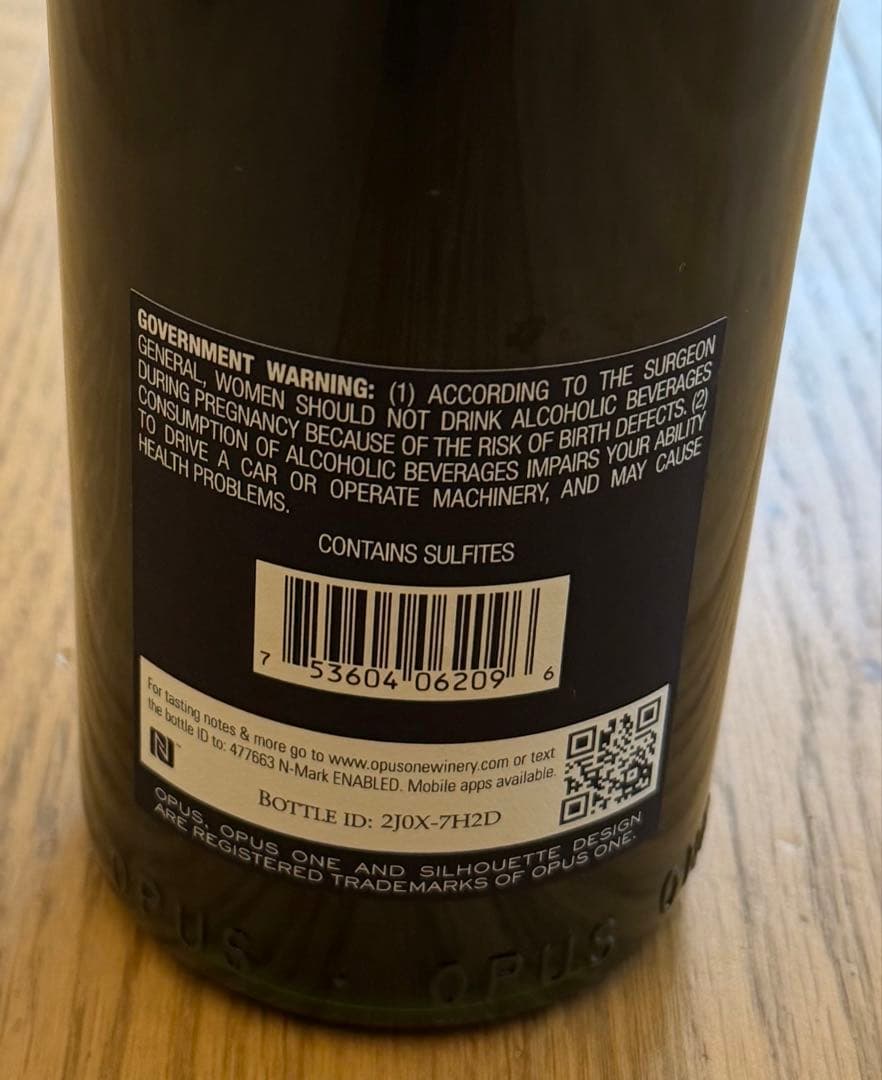 GOVERNMENT WARNING: (1) ACCORDING TO THE SURGEON
GENERAL, WOMEN SHOULD NOT DRINK ALCOHOLIC BEVERAGES
DURING PREGNANCY BECAUSE OF THE RISK OF BIRTH DEFECTS. (2)
CONSUMPTION OF ALCOHOLIC BEVERAGES IMPAIRS YOUR ABILITY
TO DRIVE A CAR OR OPERATE MACHINERY, AND MAY CAUSE
HEALTH PROBLEMS.
CONTAINS SULFITES
7 53604 06209 6
For tasting notes & more go to www.opusonewinery.com or text
the bottle ID to: 477663 N-Mark ENABLED. Mobile apps available.
N™
BOTTLE ID: 2J0X-7H2D
OPUS, OPUS ONE AND SILHOUETTE DESIGN
ARE REGISTERED TRADEMARKS OF OPUS ONE.
OPUS · OPUS